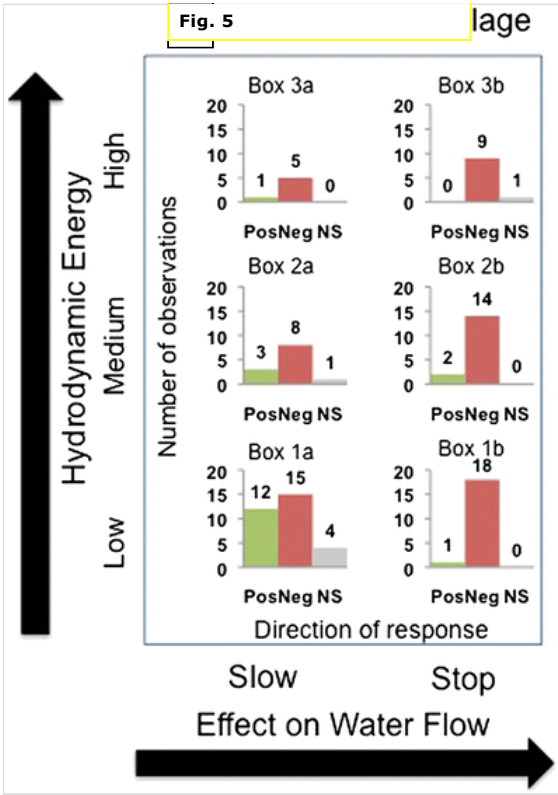 Fig. 5
lage
Hydrodynamic Energy
High
Medium
Low
Number of observations
Box 3a
20
15
10
5
0
1
5
0
PosNeg NS
Box 3b
20
15
10
5
0
0
9
1
PosNeg NS
Box 2a
20
15
10
5
0
3
8
1
PosNeg NS
Box 2b
20
15
10
5
0
2
14
0
PosNeg NS
Box 1a
20
15
10
5
0
12
15
4
PosNeg NS
Box 1b
20
15
10
5
0
1
18
0
PosNeg NS
Direction of response
Slow
Stop
Effect on Water Flow